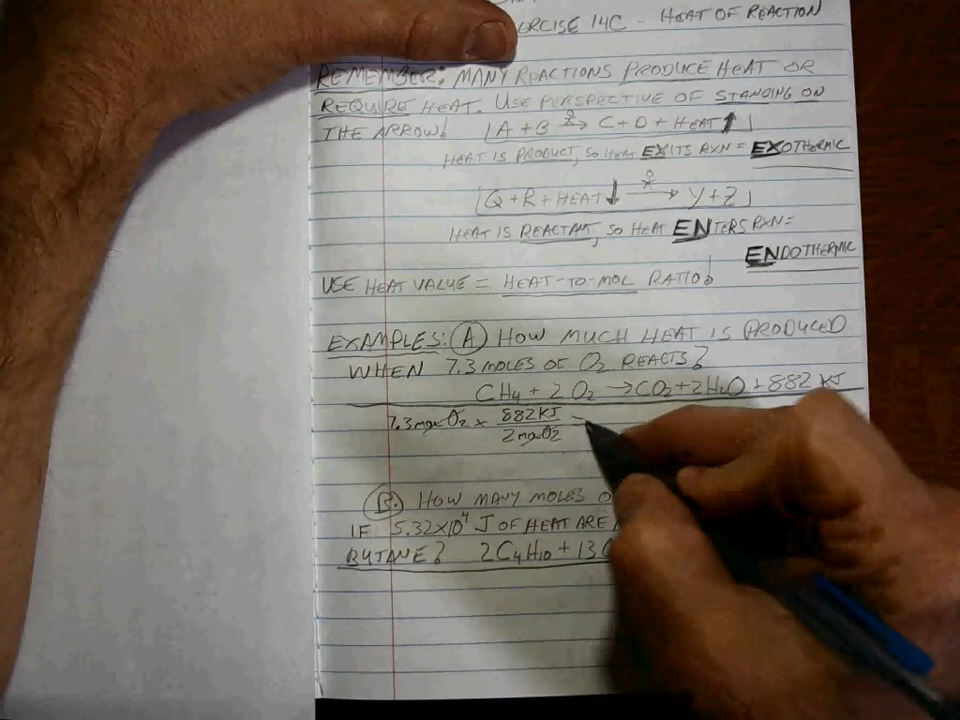 ERCISE 14C - HEAT OF REACTION
REMEMBER: MANY REACTIONS PRODUCE HEAT OR
REQUIRE HEAT. USE PERSPECTIVE OF STANDING ON
THE ARROW! |A + B → C + D + HEAT↑|
HEAT IS PRODUCT, SO HEAT EXITS RXN = EXOTHERMIC
|Q + R + HEAT↓ → Y + Z|
HEAT IS REACTANT, SO HEAT ENTERS RXN =
ENDOTHERMIC
USE HEAT VALUE = HEAT-TO-MOL RATIO!
EXAMPLES: A HOW MUCH HEAT IS PRODUCED
WHEN 7.3 MOLES OF O2 REACTS?
CH4 + 2 O2 → CO2 + 2H2O + 882 KJ
7.3 mol O2 × 882 KJ / 2 mol O2 =
B. HOW MANY MOLES O
IF 5.32×10⁴ J OF HEAT ARE
BUTANE? 2C4H10 + 13